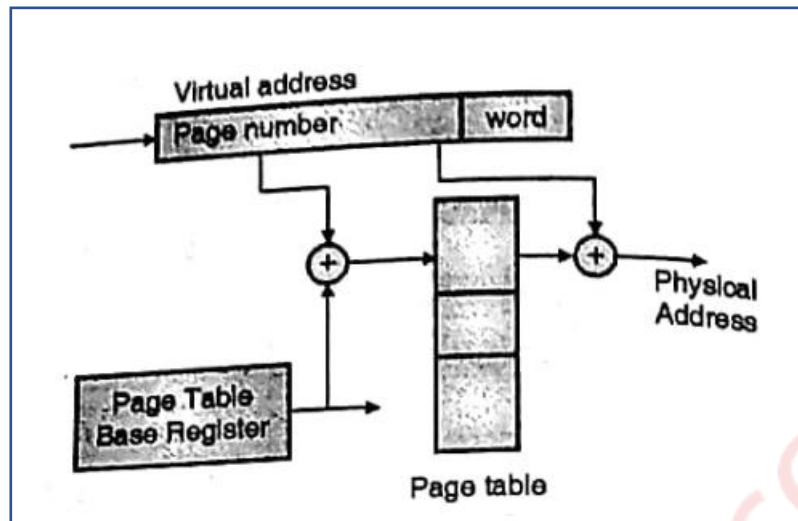 Virtual address
Page number word
+
+
Physical
Address
Page Table
Base Register
Page table